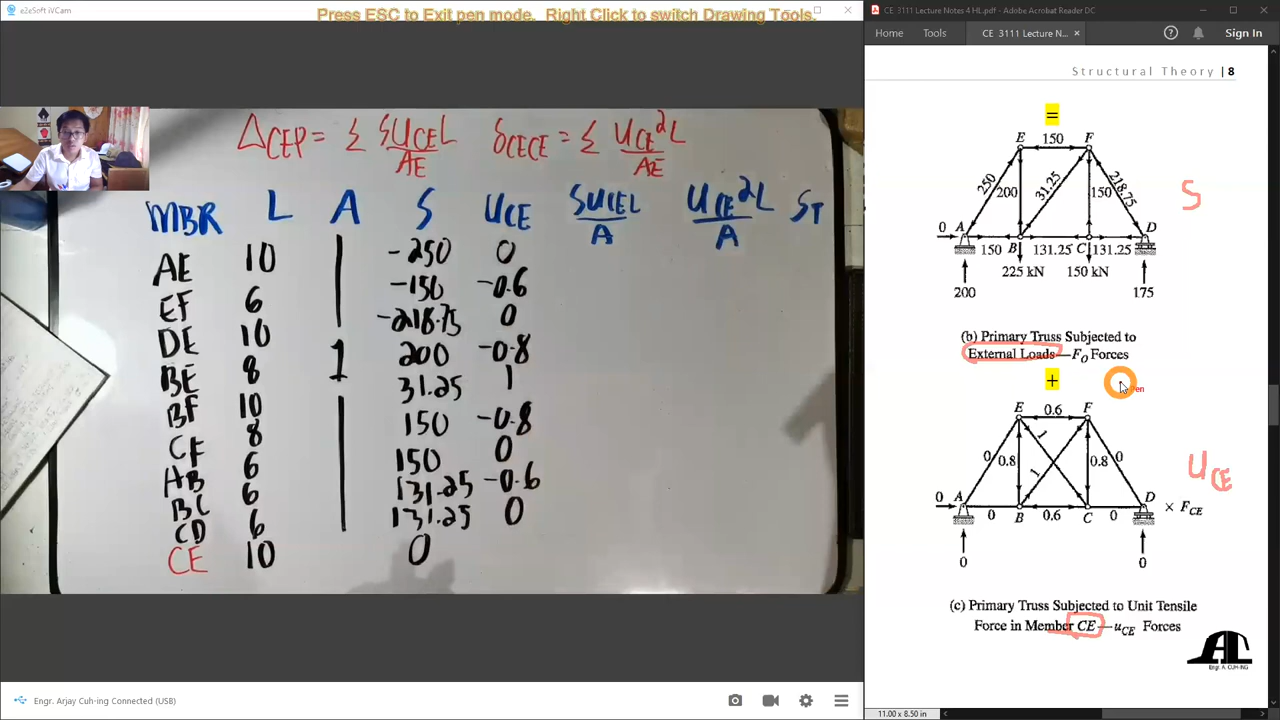 e2eSoft iVCam
Press ESC to Exit pen mode. Right Click to switch Drawing Tools.
ΔCEP = Σ SUCEL/AE δCECE = Σ UCE²L/AE
MBR L A S UCE SUCEL/A UCE²L/A ST
AE 10 -250 0
EF 6 -150 -0.6
DE 10 -218.75 0
BE 8 1 200 -0.8
BF 10 31.25 1
CF 8 150 -0.8
AB 6 150 0
BC 6 131.25 -0.6
CD 6 131.25 0
CE 10 0
Engr. Arjay Cuh-ing Connected (USB)
CE 3111 Lecture Notes 4 HL.pdf - Adobe Acrobat Reader DC
Home Tools CE 3111 Lecture N... × Sign In
Structural Theory | 8
=
E 150 F
250 200 31.25 150 218.75
S
0 A B C D
150 131.25 131.25
225 kN 150 kN
200 175
(b) Primary Truss Subjected to
External Loads—FO Forces
+
Pen
E 0.6 F
0 0.8 1 1 0.8 0
UCE
0 A D × FCE
0 B 0.6 C 0
0 0
(c) Primary Truss Subjected to Unit Tensile
Force in Member CE—uCE Forces
Engr. A. CUH-ING
11.00 x 8.50 in